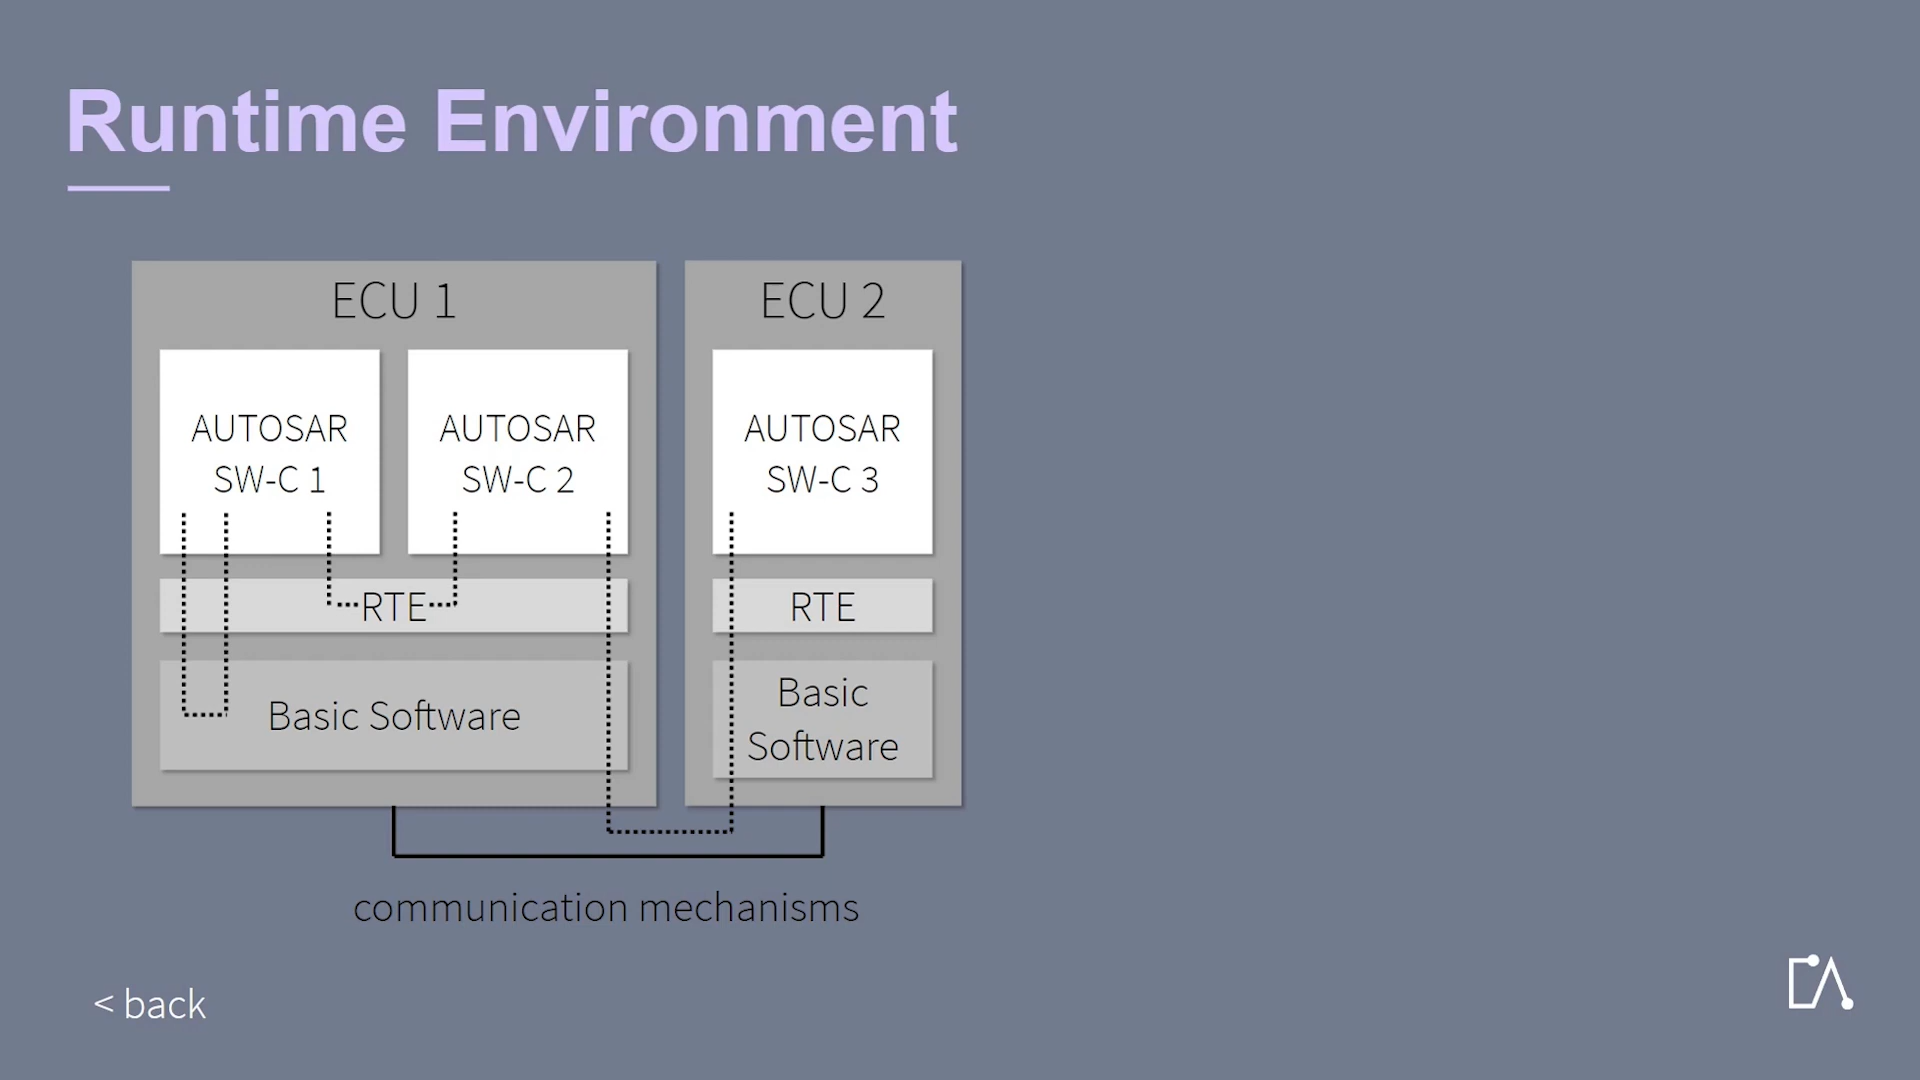 Runtime Environment
ECU 1
AUTOSAR
SW-C 1
AUTOSAR
SW-C 2
RTE
Basic Software
ECU 2
AUTOSAR
SW-C 3
RTE
Basic
Software
communication mechanisms
< back